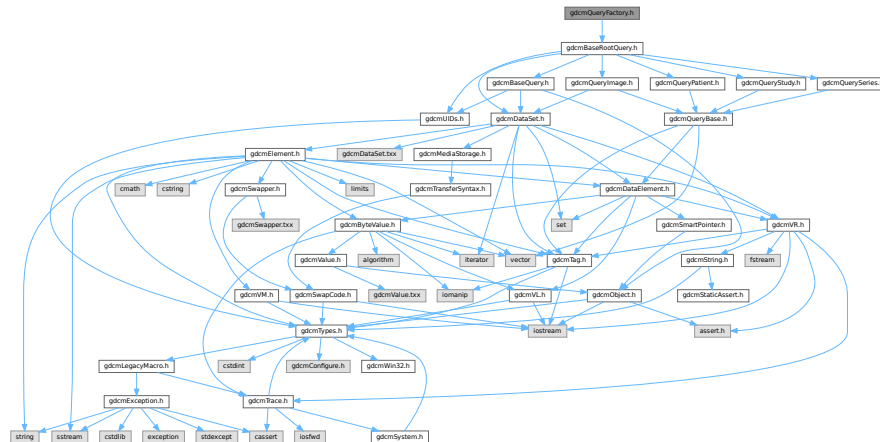 gdcmQueryFactory.h
gdcmBaseRootQuery.h
gdcmBaseQuery.h
gdcmQueryImage.h
gdcmQueryPatient.h
gdcmQueryStudy.h
gdcmQuerySeries.h
gdcmUIDs.h
gdcmDataSet.h
gdcmQueryBase.h
gdcmElement.h
gdcmDataSet.txx
gdcmMediaStorage.h
cmath
cstring
gdcmSwapper.h
limits
gdcmTransferSyntax.h
gdcmDataElement.h
gdcmSwapper.txx
gdcmByteValue.h
set
gdcmSmartPointer.h
gdcmVR.h
gdcmValue.h
algorithm
iterator
vector
gdcmTag.h
gdcmString.h
fstream
gdcmVM.h
gdcmSwapCode.h
gdcmValue.txx
iomanip
gdcmVL.h
gdcmObject.h
gdcmStaticAssert.h
gdcmTypes.h
iostream
assert.h
gdcmLegacyMacro.h
cstdint
gdcmConfigure.h
gdcmWin32.h
gdcmException.h
gdcmTrace.h
string
sstream
cstdlib
exception
stdexcept
cassert
iosfwd
gdcmSystem.h